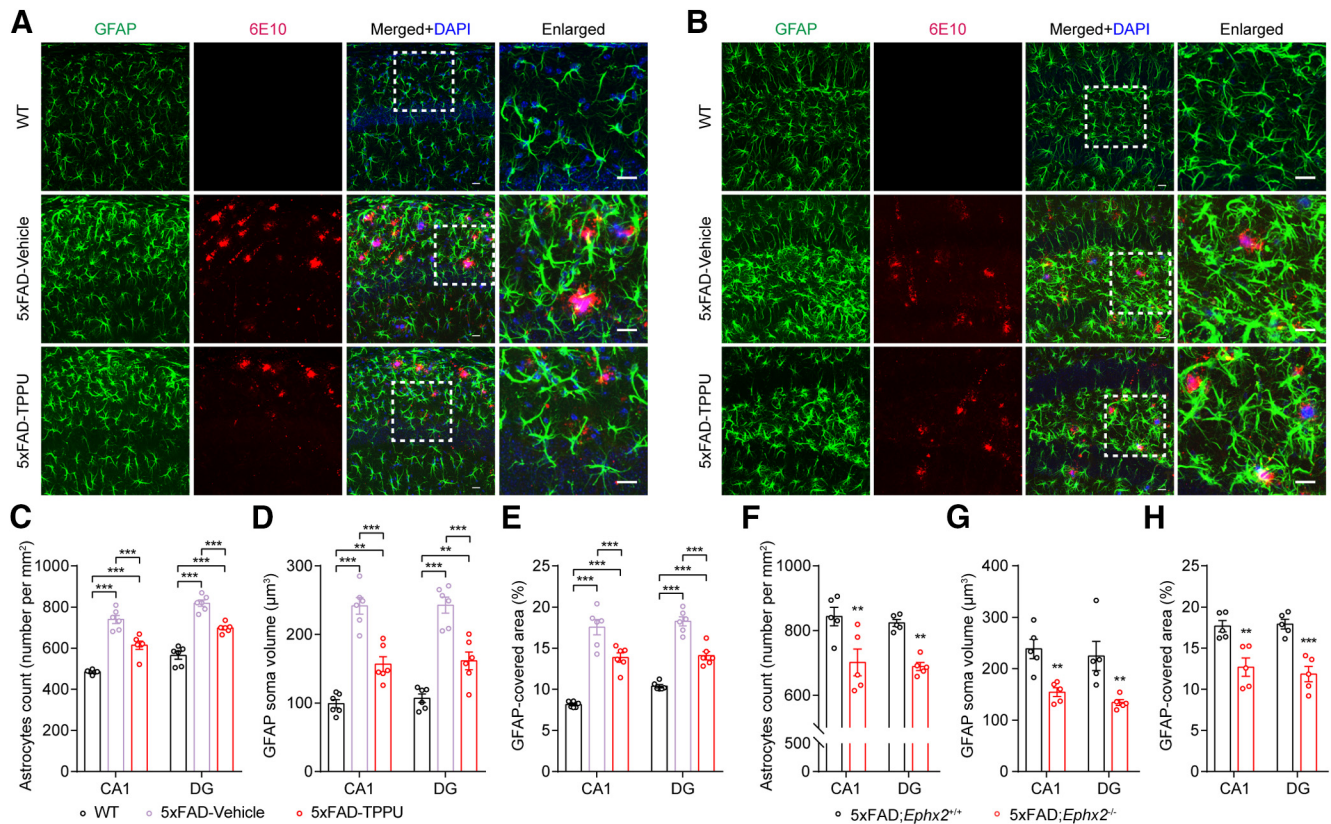 A
GFAP 6E10 Merged+DAPI Enlarged
WT
5xFAD-Vehicle
5xFAD-TPPU
B
GFAP 6E10 Merged+DAPI Enlarged
WT
5xFAD-Vehicle
5xFAD-TPPU
C
Astrocytes count (number per mm²)
1000
800
600
400
200
0
*** *** ***
*** *** ***
CA1 DG
D
GFAP soma volume (µm³)
300
200
100
0
*** ** ***
*** ** ***
CA1 DG
E
GFAP-covered area (%)
25
20
15
10
5
0
*** *** ***
*** *** ***
CA1 DG
WT 5xFAD-Vehicle 5xFAD-TPPU
F
Astrocytes count (number per mm²)
1000
800
600
500
0
** **
CA1 DG
G
GFAP soma volume (µm³)
400
300
200
100
0
** **
CA1 DG
H
GFAP-covered area (%)
25
20
15
10
5
0
** ***
CA1 DG
5xFAD;Ephx2+/+ 5xFAD;Ephx2-/-